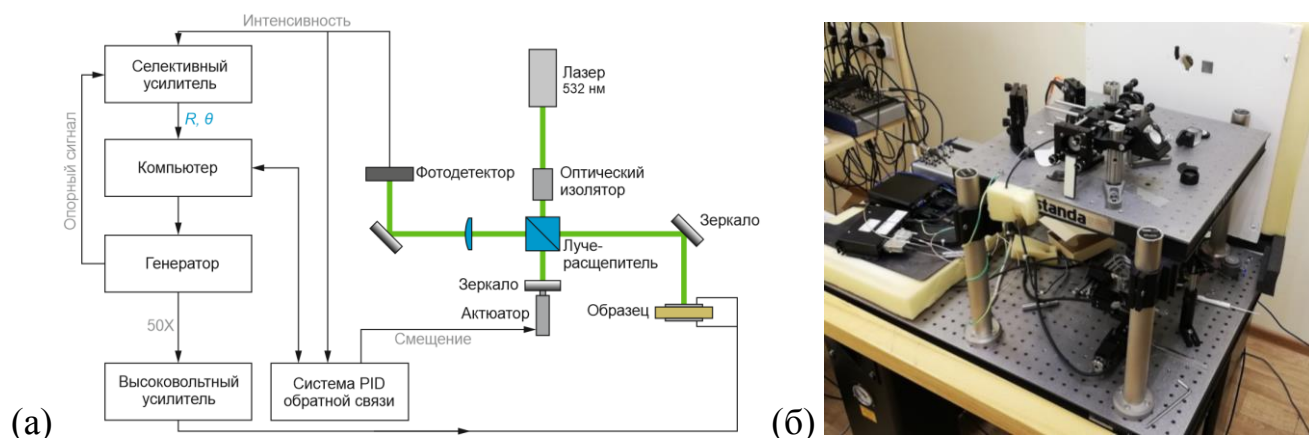 Интенсивность
Селективный
усилитель
Лазер
532 нм
R, θ
Опорный сигнал
Компьютер
Фотодетектор
Оптический
изолятор
Зеркало
Генератор
Луче-
расщепитель
Зеркало
Актюатор
Образец
50X
Смещение
Высоковольтный
усилитель
Система PID
обратной связи
(а)
(б)
standa